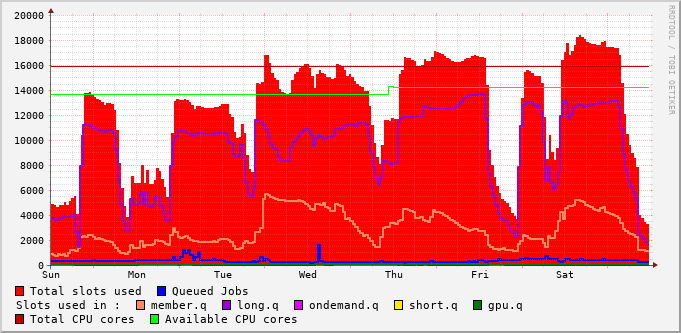 RRDTOOL / TOBI OETIKER
20000
18000
16000
14000
12000
10000
8000
6000
4000
2000
0
Sun Mon Tue Wed Thu Fri Sat
Total slots used Queued Jobs
Slots used in : member.q long.q ondemand.q short.q gpu.q
Total CPU cores Available CPU cores